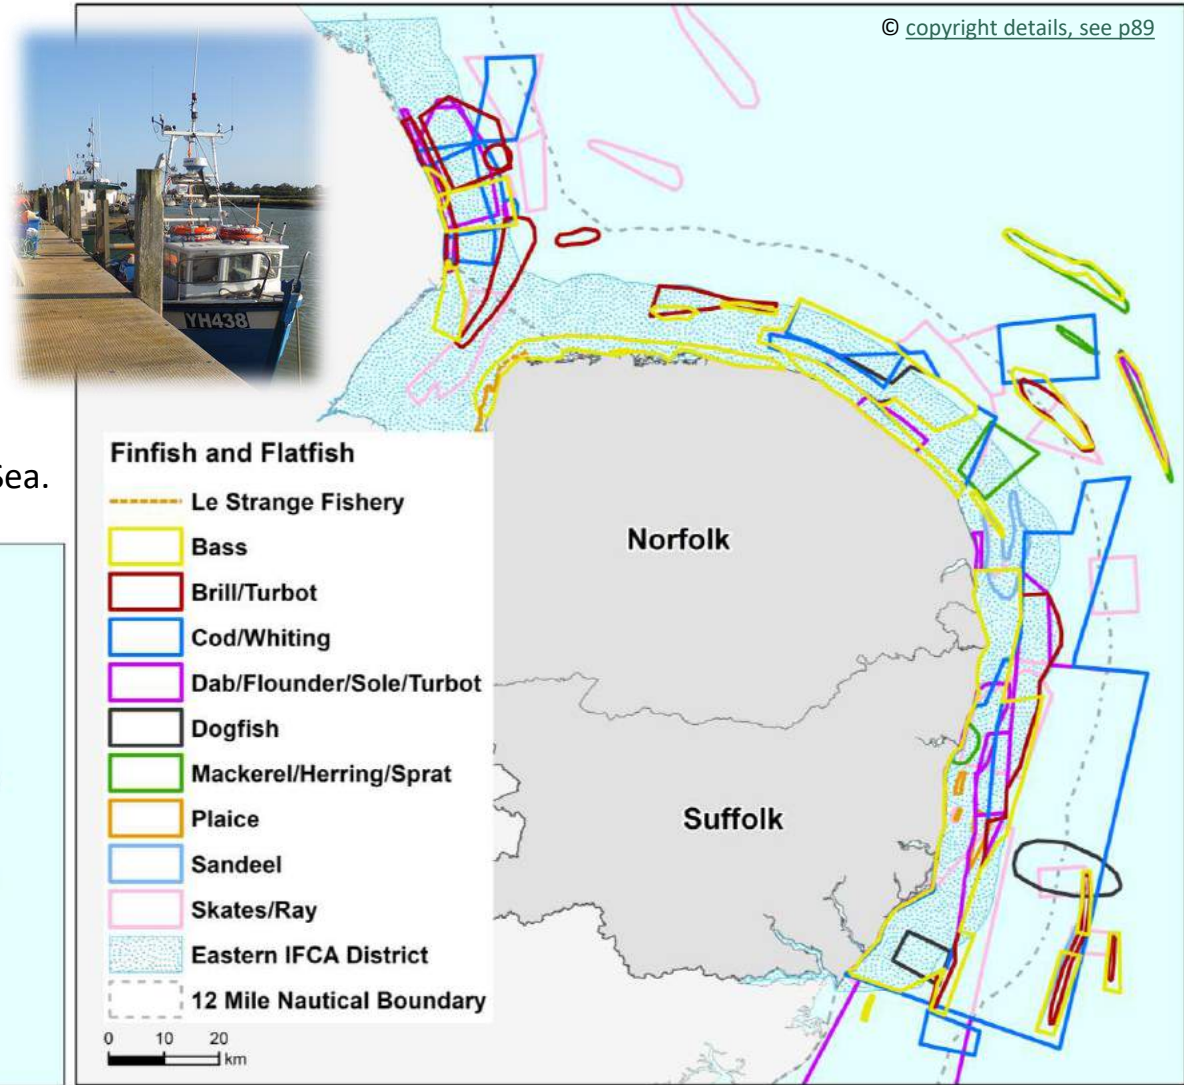 © copyright details, see p89
YH438
Sea.
Finfish and Flatfish
Le Strange Fishery
Bass
Brill/Turbot
Cod/Whiting
Dab/Flounder/Sole/Turbot
Dogfish
Mackerel/Herring/Sprat
Plaice
Sandeel
Skates/Ray
Eastern IFCA District
12 Mile Nautical Boundary
0 10 20
km
Norfolk
Suffolk